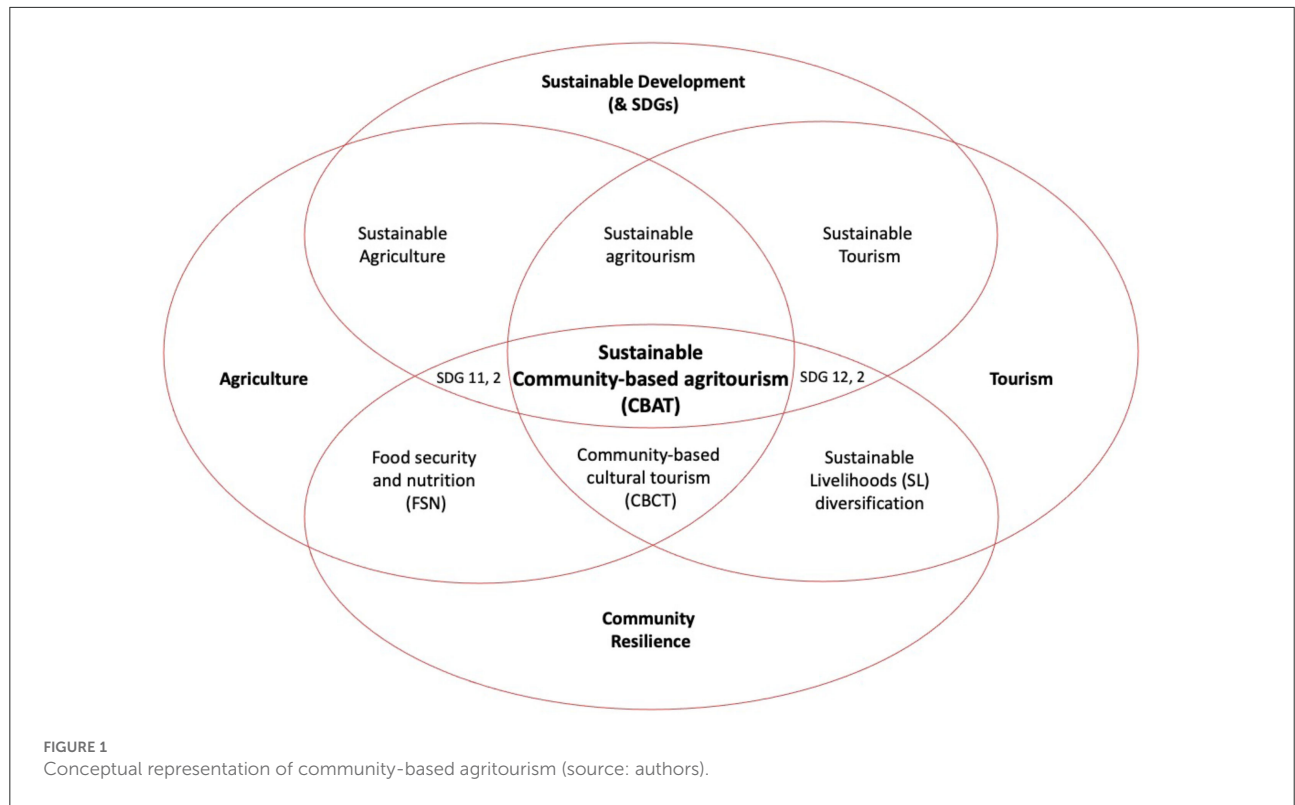 Sustainable Development
(& SDGs)
Sustainable
Agriculture
Sustainable
agritourism
Sustainable
Tourism
Agriculture
SDG 11, 2
Sustainable
Community-based agritourism
(CBAT)
SDG 12, 2
Tourism
Food security
and nutrition
(FSN)
Community-based
cultural tourism
(CBCT)
Sustainable
Livelihoods (SL)
diversification
Community
Resilience
FIGURE 1
Conceptual representation of community-based agritourism (source: authors).